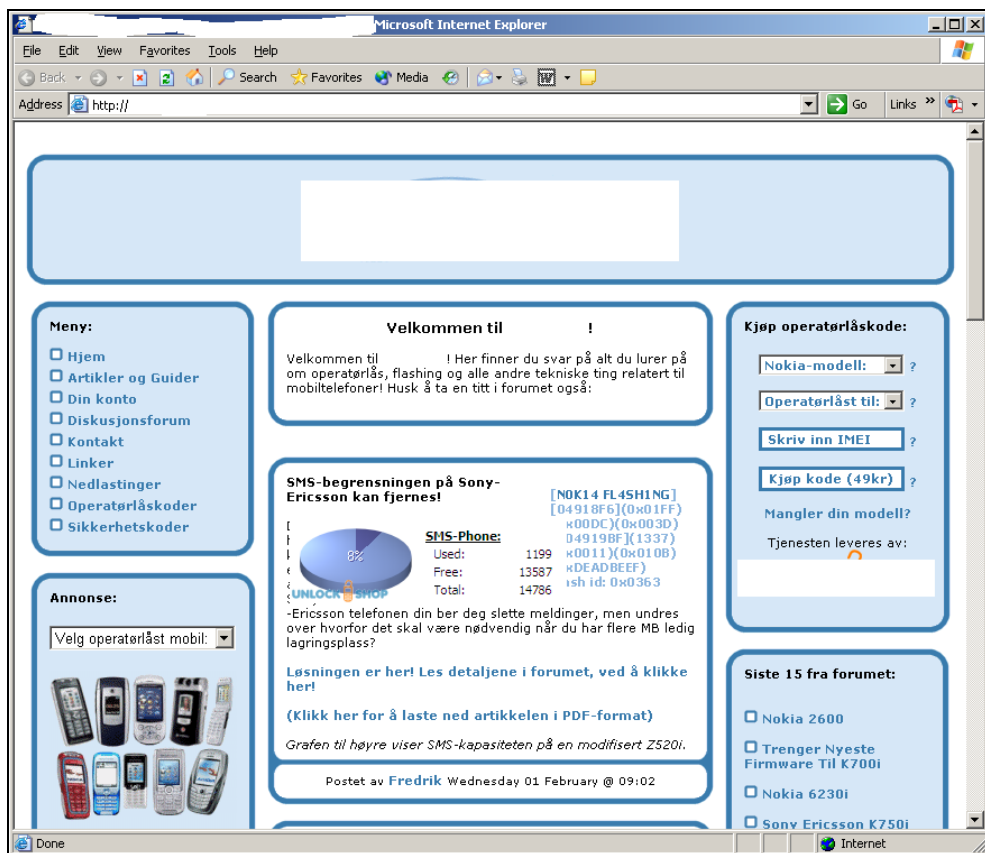 Microsoft Internet Explorer
File Edit View Favorites Tools Help
Back Search Favorites Media
Address http:// Go Links »
Meny:
Hjem
Artikler og Guider
Din konto
Diskusjonsforum
Kontakt
Linker
Nedlastinger
Operatørlåskoder
Sikkerhetskoder
Annonse:
Velg operatørlåst mobil:
Velkommen til !
Velkommen til ! Her finner du svar på alt du lurer på
om operatørlås, flashing og alle andre tekniske ting relatert til
mobiltelefoner! Husk å ta en titt i forumet også:
SMS-begrensningen på Sony-
Ericsson kan fjernes!
[N0K14 FL4SH1NG]
[04918F6](0x01FF)
x00DC)(0x003D)
04919BF](1337)
x0011)(0x010B)
xDEADBEEF)
ash id: 0x0363
8%
UNLOCK SHOP
SMS-Phone:
Used: 1199
Free: 13587
Total: 14786
-Ericsson telefonen din ber deg slette meldinger, men undres
over hvorfor det skal være nødvendig når du har flere MB ledig
lagringsplass?
Løsningen er her! Les detaljene i forumet, ved å klikke
her!
(Klikk her for å laste ned artikkelen i PDF-format)
Grafen til høyre viser SMS-kapasiteten på en modifisert Z520i.
Postet av Fredrik Wednesday 01 February @ 09:02
Kjøp operatørlåskode:
Nokia-modell: ?
Operatørlåst til: ?
Skriv inn IMEI ?
Kjøp kode (49kr) ?
Mangler din modell?
Tjenesten leveres av:
Siste 15 fra forumet:
Nokia 2600
Trenger Nyeste
Firmware Til K700i
Nokia 6230i
Sony Ericsson K750i
Done Internet